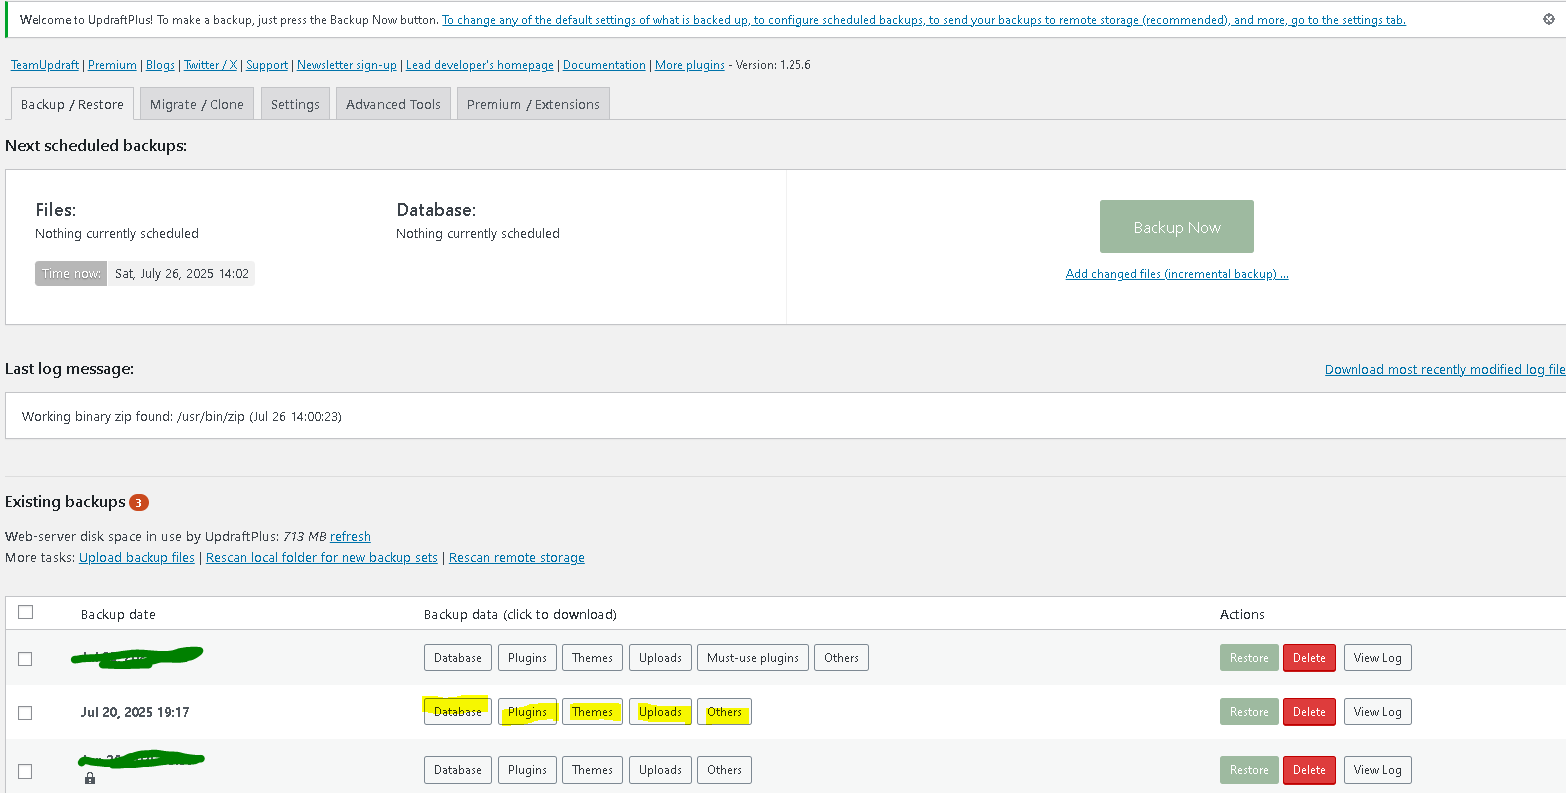 Welcome to UpdraftPlus! To make a backup, just press the Backup Now button. To change any of the default settings of what is backed up, to configure scheduled backups, to send your backups to remote storage (recommended), and more, go to the settings tab.
TeamUpdraft | Premium | Blogs | Twitter / X | Support | Newsletter sign-up | Lead developer's homepage | Documentation | More plugins - Version: 1.25.6
Backup / Restore Migrate / Clone Settings Advanced Tools Premium / Extensions
Next scheduled backups:
Files: Database:
Nothing currently scheduled Nothing currently scheduled
Backup Now
Time now: Sat, July 26, 2025 14:02
Add changed files (incremental backup) ...
Last log message: Download most recently modified log file
Working binary zip found: /usr/bin/zip (Jul 26 14:00:23)
Existing backups 3
Web-server disk space in use by UpdraftPlus: 713 MB refresh
More tasks: Upload backup files | Rescan local folder for new backup sets | Rescan remote storage
Backup date Backup data (click to download) Actions
Database Plugins Themes Uploads Must-use plugins Others Restore Delete View Log
Jul 20, 2025 19:17 Database Plugins Themes Uploads Others Restore Delete View Log
Database Plugins Themes Uploads Others Restore Delete View Log